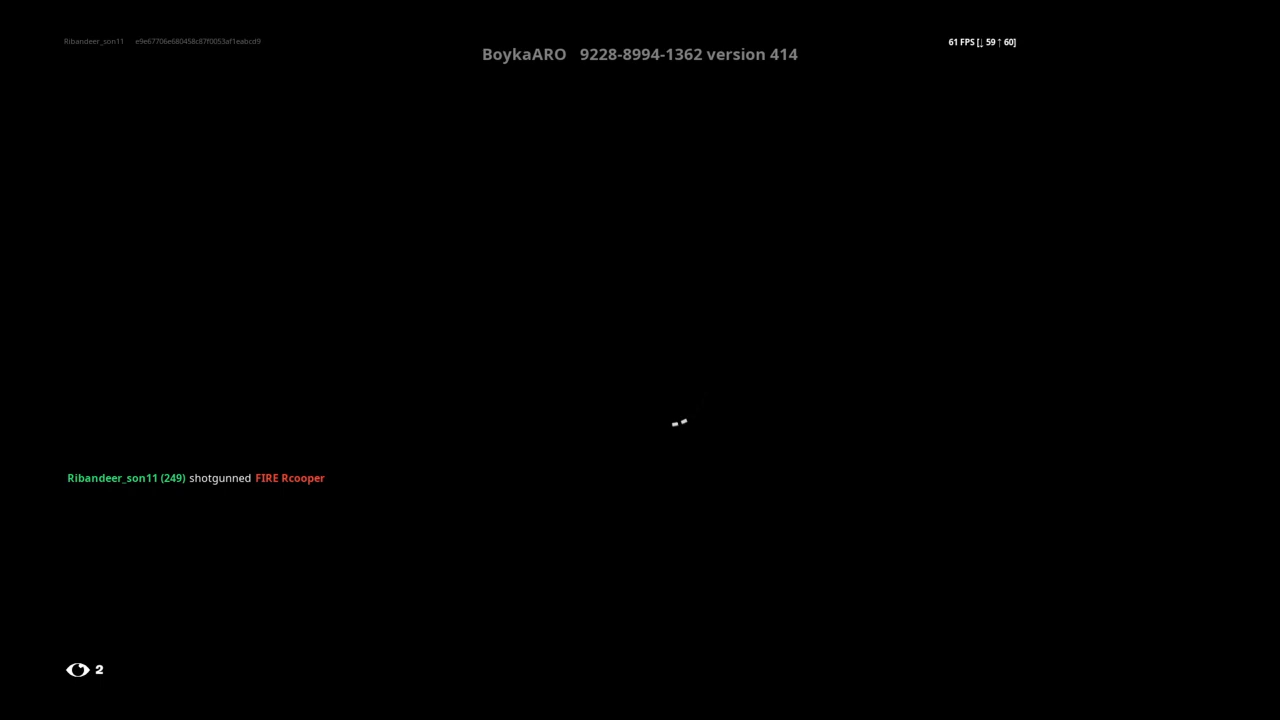 Ribandeer_son11 e9e67706e680458c87f0053af1eabcd9
BoykaARO 9228-8994-1362 version 414
61 FPS [↓ 59 ↑ 60]
Ribandeer_son11 (249) shotgunned FIRE Rcooper
2